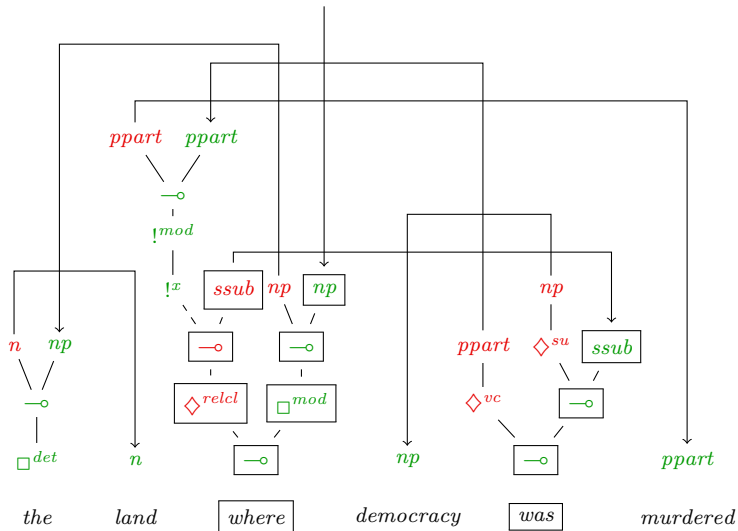 ppart ppart
⊸
!mod
!x ssub np np np
n np ⊸ ⊸ ppart ◇su ssub
⊸ ◇relcl □mod ◇vc ⊸
□det n ⊸ np ⊸ ppart
the land where democracy was murdered